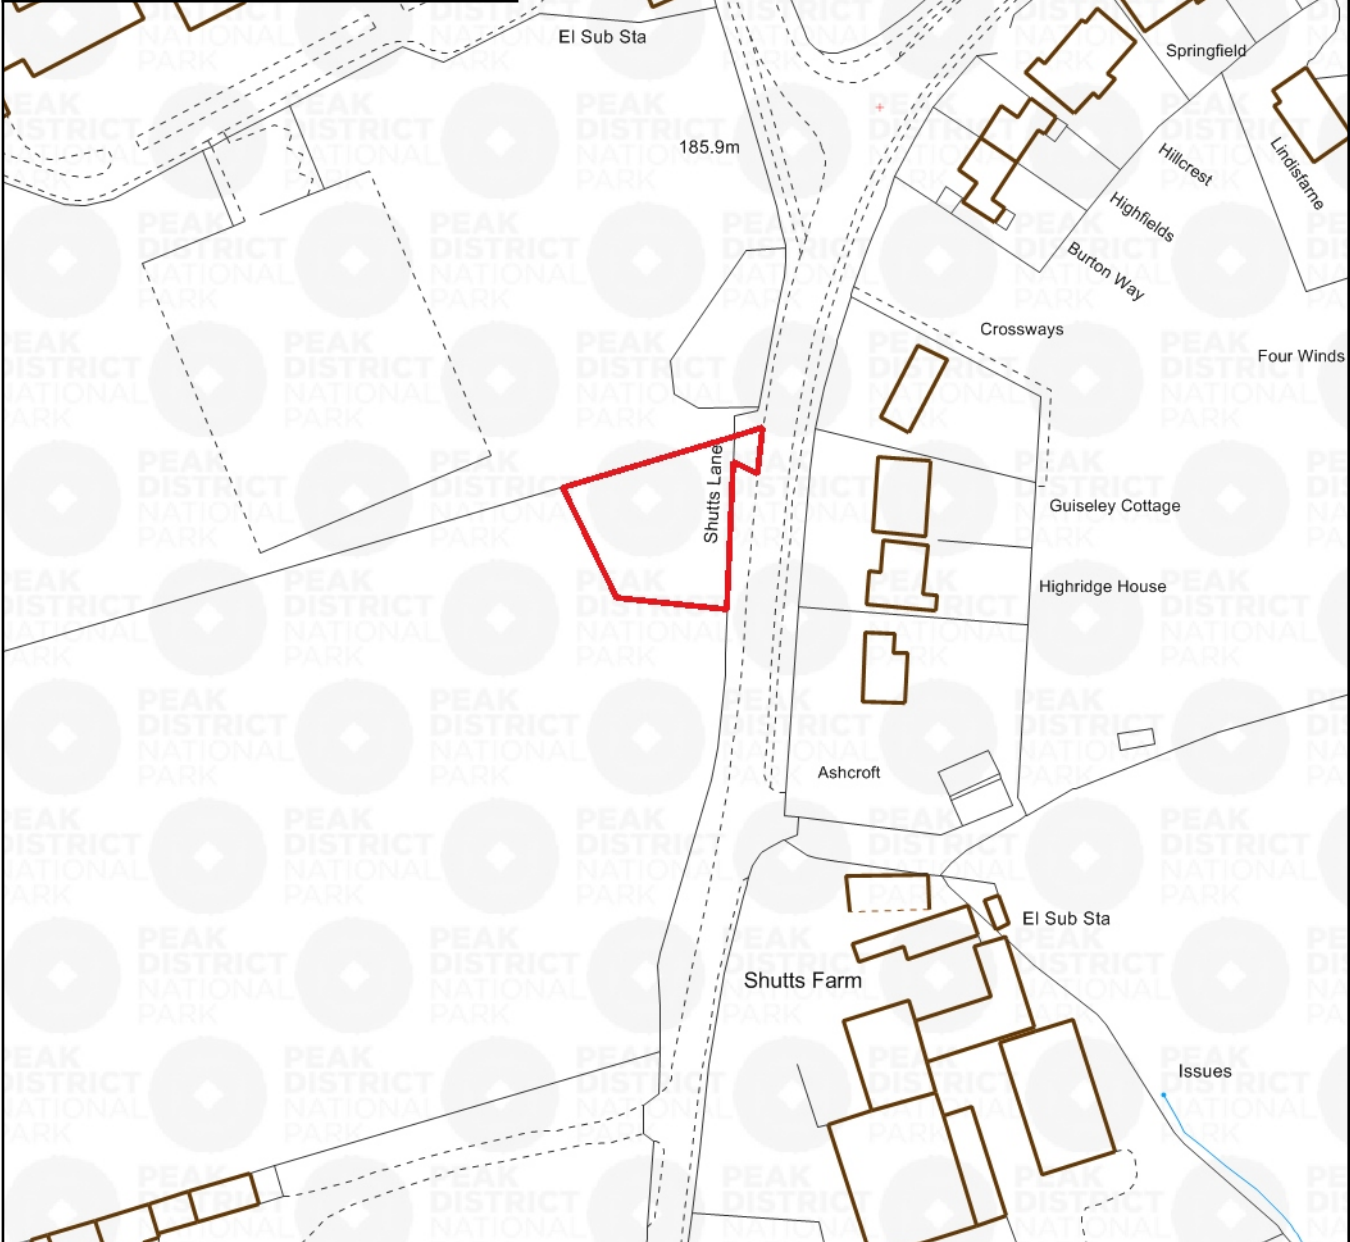 El Sub Sta
Springfield
185.9m
Hillcrest
Lindisfarne
Highfields
Burton Way
Crossways
Four Winds
Shutts Lane
Guiseley Cottage
Highridge House
Ashcroft
El Sub Sta
Shutts Farm
Issues
PEAK
DISTRICT
NATIONAL
PARK